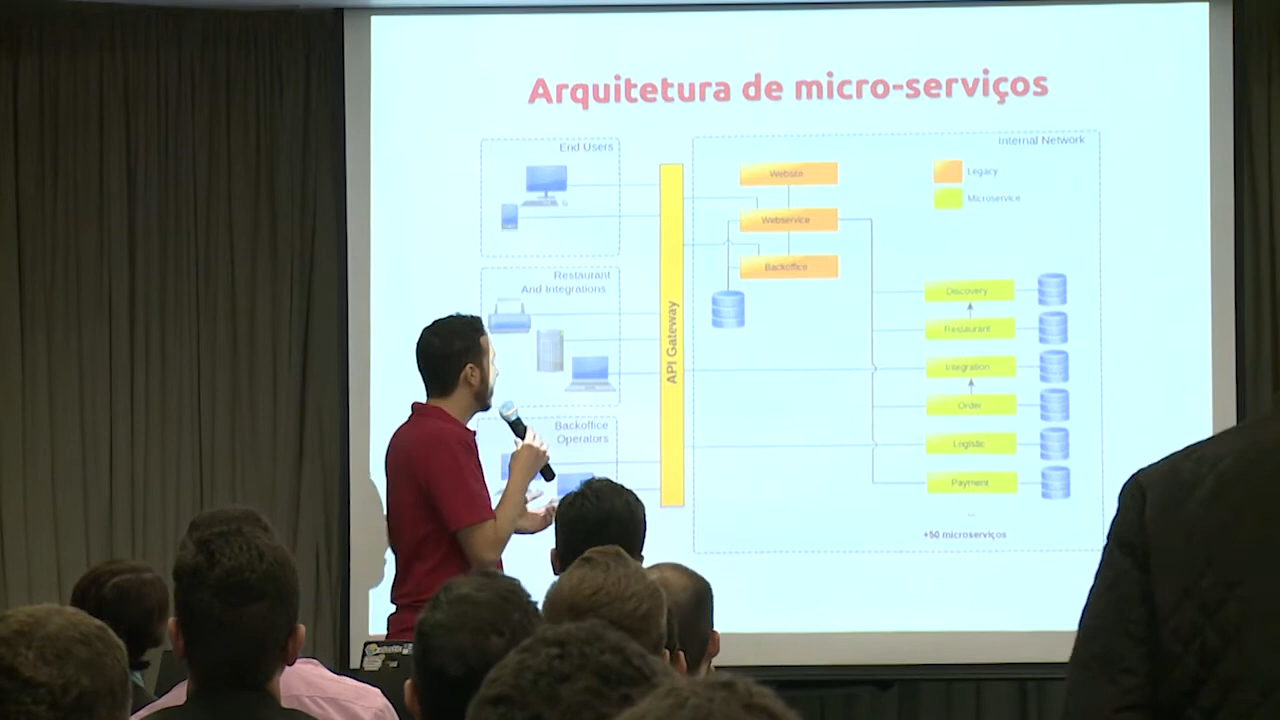 Arquitetura de micro-serviços
End Users
Restaurant
And Integrations
Backoffice
Operators
API Gateway
Internal Network
Website
Webservice
Backoffice
Legacy
Microservice
Discovery
Restaurant
Integration
Order
Logistic
Payment
...
+50 microserviços